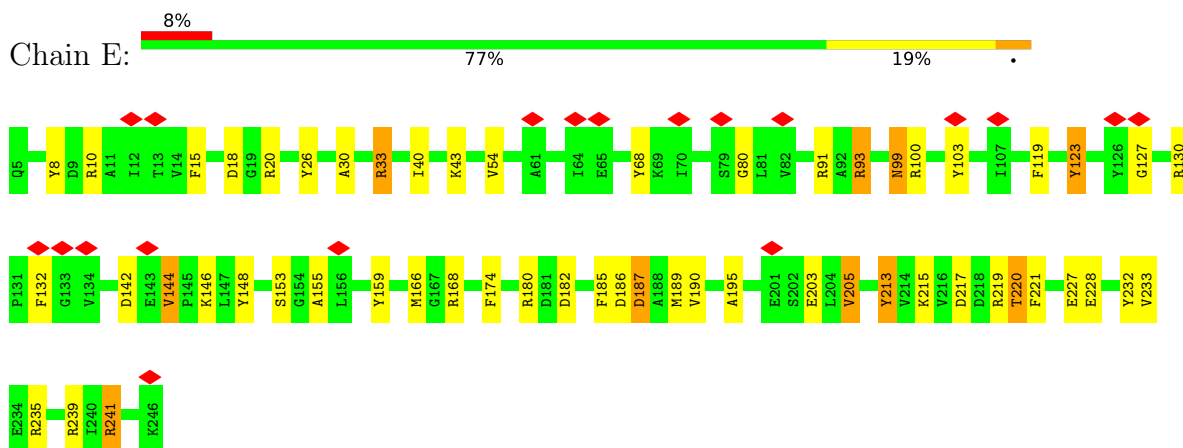 8%
Chain E:
77% 19% •
Q5 Y8 D9 R10 A11 I12 T13 V14 F15 D18 G19 R20 Y26 A30 R33 I40 K43 V54 A61 I64 E65 Y68 K69 I70 S79 G80 L81 V82 R91 A92 R93 N99 R100 Y103 I107 F119 Y123 Y126 G127 R130
P131 F132 G133 V134 D142 E143 V144 P145 K146 L147 Y148 S153 G154 A155 L156 Y159 M166 G167 R168 F174 R180 D181 D182 F185 D186 D187 A188 M189 V190 A195 E201 S202 E203 L204 V205 Y213 V214 K215 V216 D217 D218 R219 T220 F221 E227 E228 Y232 V233
E234 R235 R239 I240 R241 K246